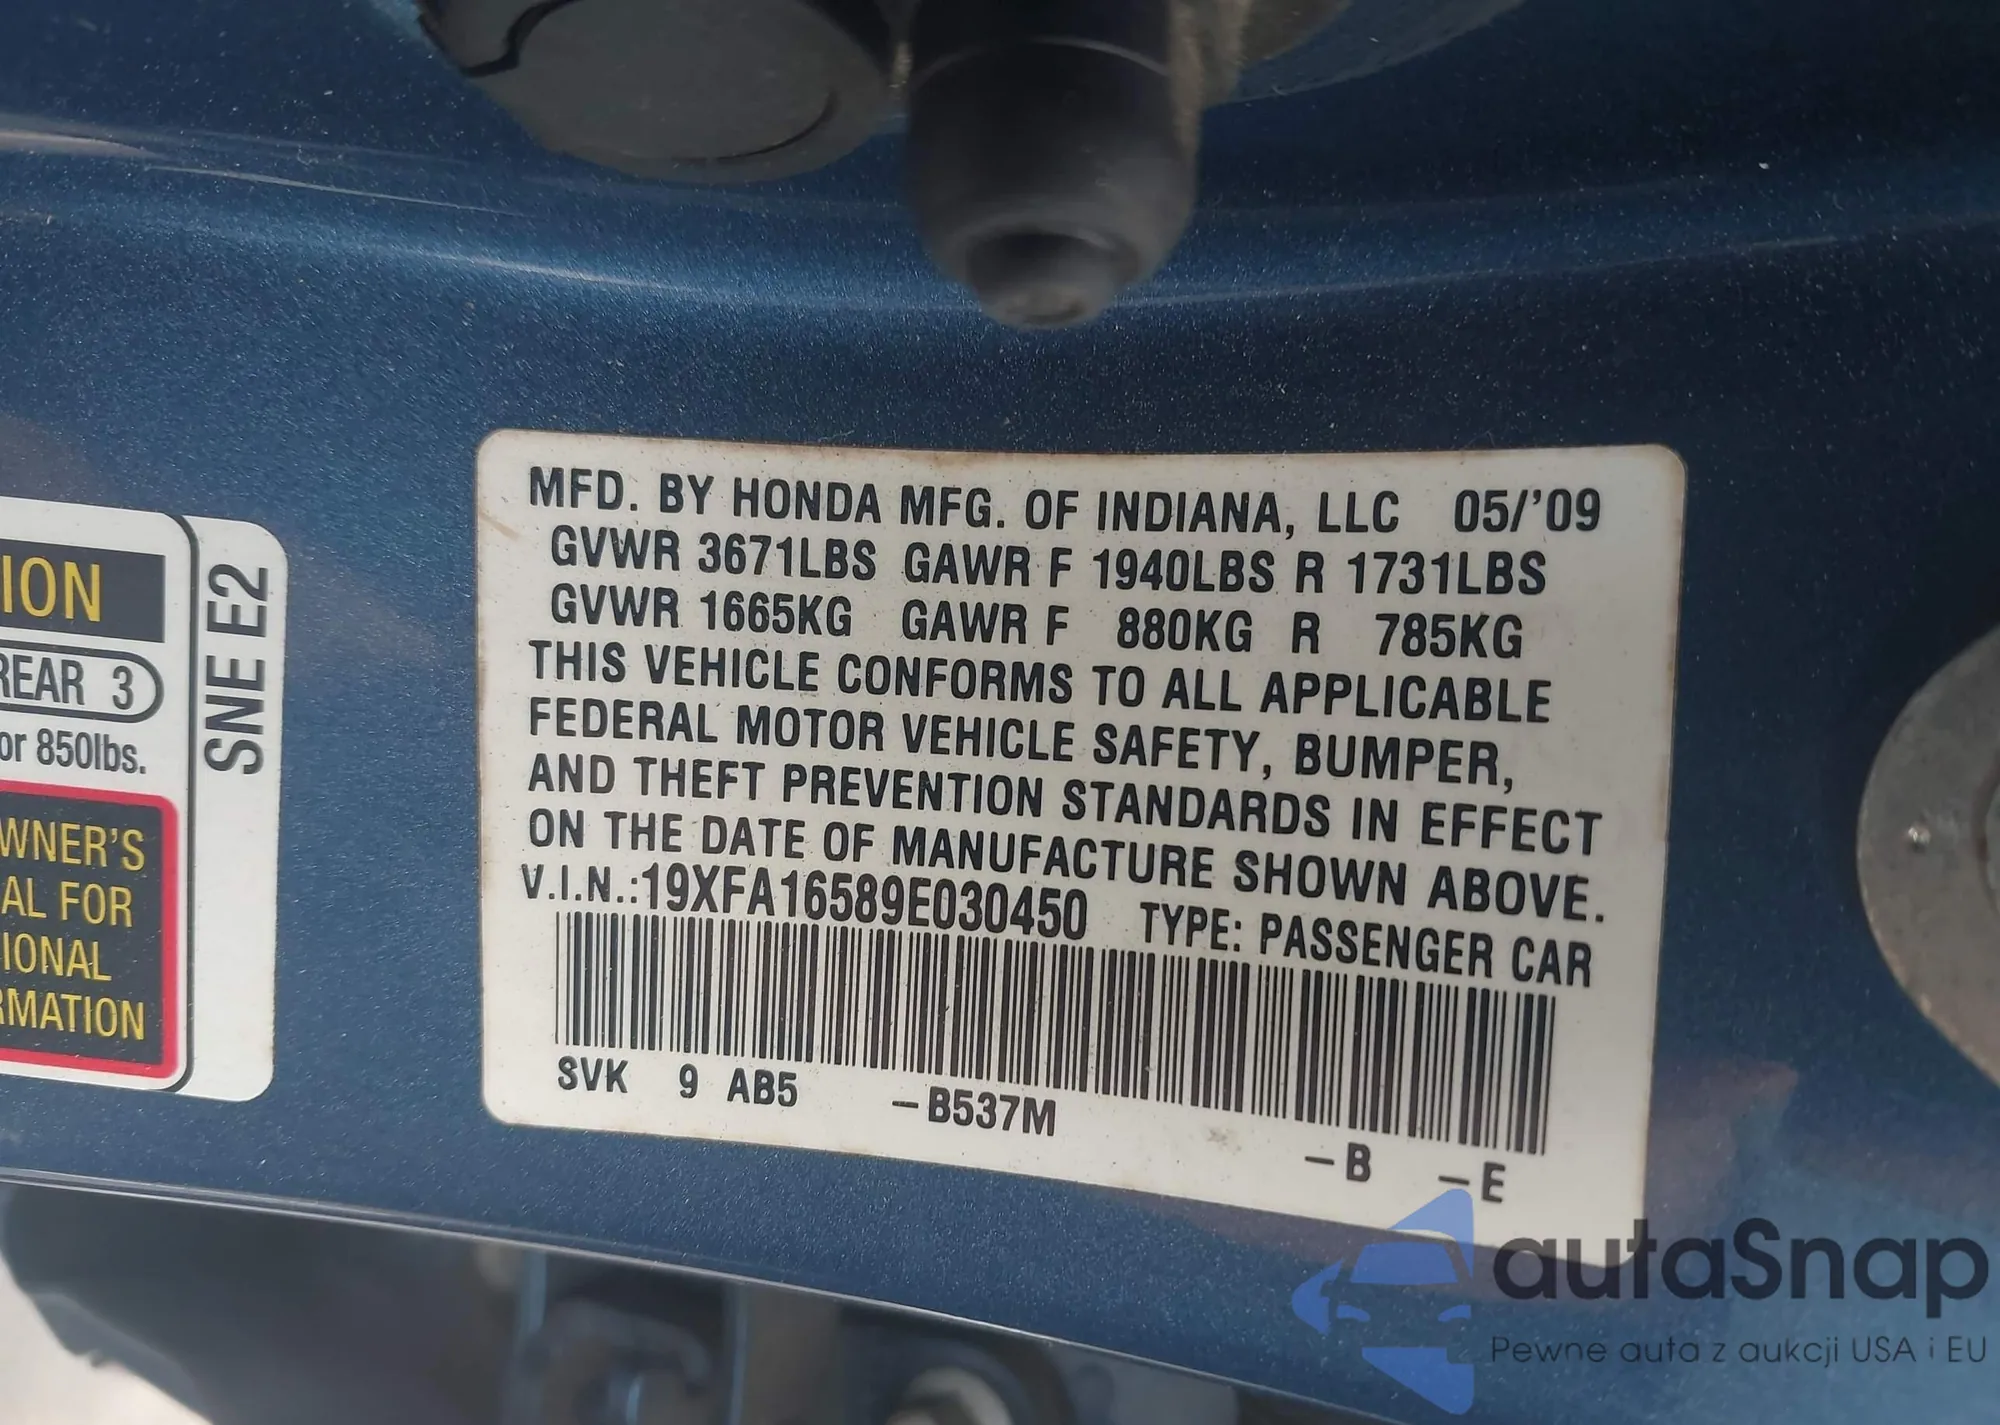 ION
REAR 3
or 850lbs.
WNER'S
AL FOR
IONAL
RMATION
SNE E2
MFD. BY HONDA MFG. OF INDIANA, LLC 05/'09
GVWR 3671LBS GAWR F 1940LBS R 1731LBS
GVWR 1665KG GAWR F 880KG R 785KG
THIS VEHICLE CONFORMS TO ALL APPLICABLE
FEDERAL MOTOR VEHICLE SAFETY, BUMPER,
AND THEFT PREVENTION STANDARDS IN EFFECT
ON THE DATE OF MANUFACTURE SHOWN ABOVE.
V.I.N.:19XFA16589E030450 TYPE: PASSENGER CAR
SVK 9 AB5 –B537M –B –E
autaSnap
Pewne auta z aukcji USA i EU